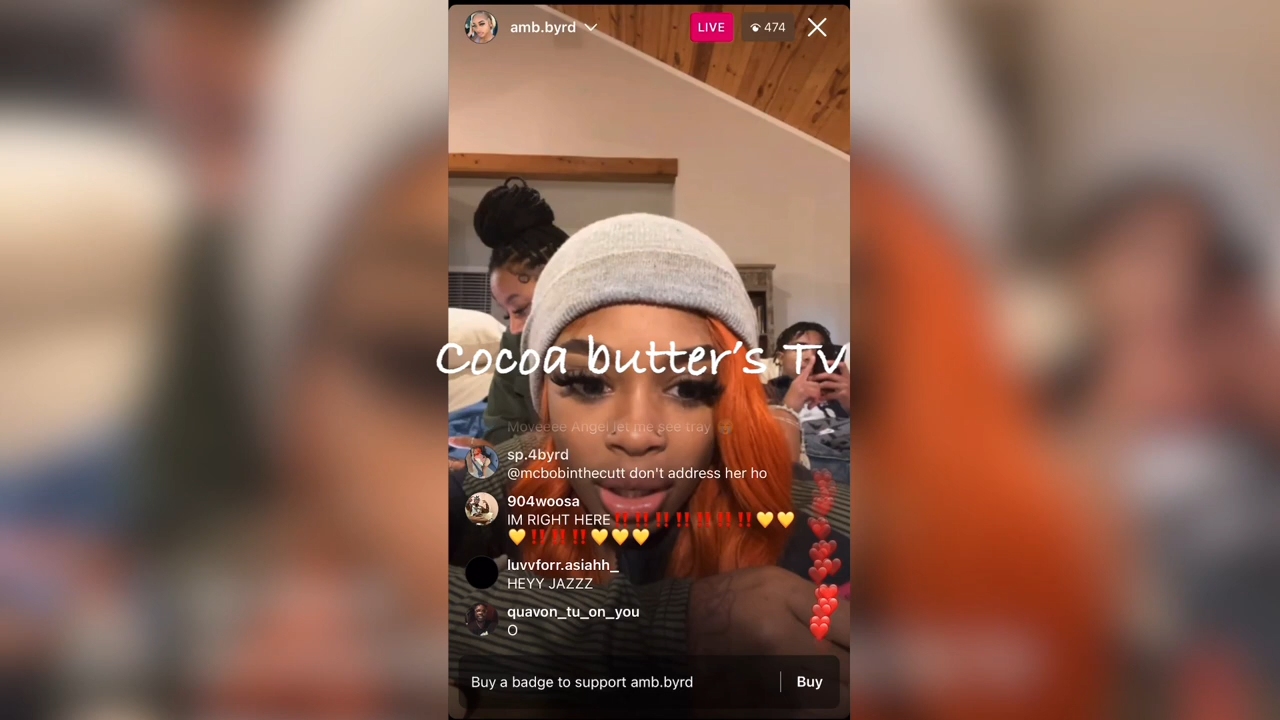 amb.byrd
LIVE
474
Cocoa butter's Tv
Moveeee Angel let me see tray 😍
sp.4byrd
@mcbobinthecutt don't address her ho
904woosa
IM RIGHT HERE‼️‼️‼️‼️‼️‼️‼️💛💛
💛‼️‼️‼️💛💛💛
luvvforr.asiahh_
HEYY JAZZZ
quavon_tu_on_you
O
Buy a badge to support amb.byrd
Buy